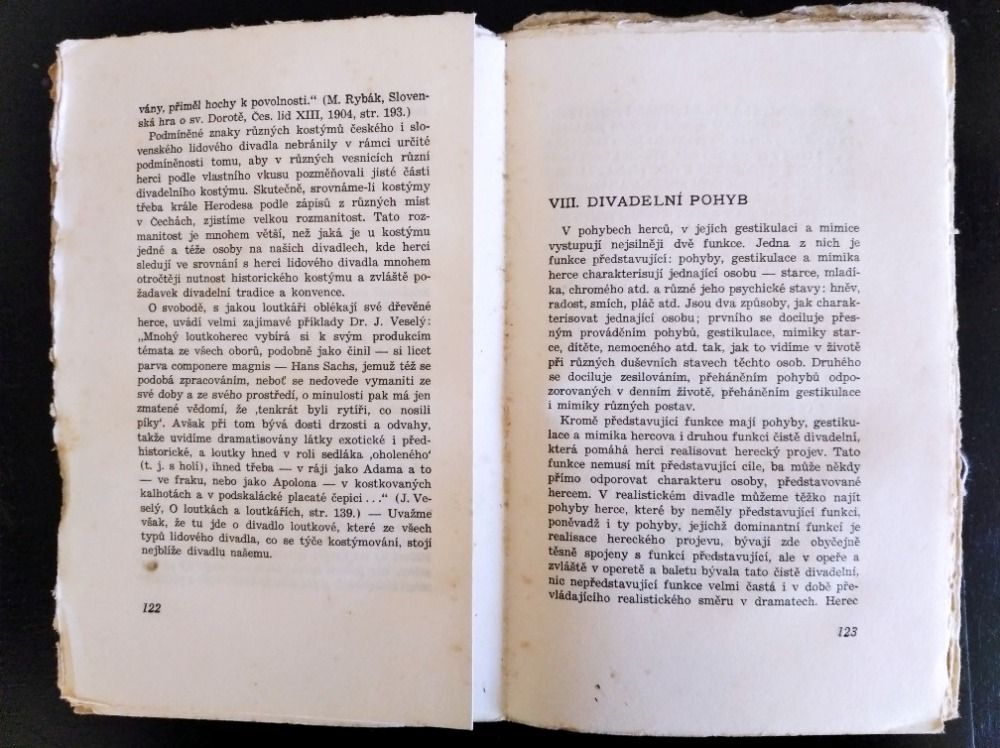 vány, přiměl hochy k povolnosti.“ (M. Rybák, Sloven-
ská hra o sv. Dorotě, Čes. lid XIII, 1904, str. 193.)
Podmíněné znaky různých kostýmů českého i slo-
venského lidového divadla nebránily v rámci určité
podmíněnosti tomu, aby v různých vesnicích různí
herci podle vlastního vkusu pozměňovali jisté části
divadelního kostýmu. Skutečně, srovnáme-li kostýmy
třeba krále Herodesa podle zápisů z různých míst
v Čechách, zjistíme velkou rozmanitost. Tato roz-
manitost je mnohem větší, než jaká je u kostýmu
jedné a téže osoby na našich divadlech, kde herci
sledují ve srovnání s herci lidového divadla mnohem
otročtěji nutnost historického kostýmu a zvláště po-
žadavek divadelní tradice a konvence.
O svobodě, s jakou loutkáři oblékají své dřevěné
herce, uvádí velmi zajímavé příklady Dr. J. Veselý:
„Mnohý loutkoherec vybírá si k svým produkcím
témata ze všech oborů, podobně jako činil — si licet
parva componere magnis — Hans Sachs, jemuž též se
podobá zpracováním, neboť se nedovede vymaniti ze
své doby a ze svého prostředí, o minulosti pak má jen
zmatené vědomí, že ‚tenkrát byli rytíři, co nosili
píky‘. Avšak při tom bývá dosti drzosti a odvahy,
takže uvidíme dramatisovány látky exotické i před-
historické, a loutky hned v roli sedláka ‚oholeného‘
(t. j. s holí), ihned třeba — v ráji jako Adama a to
— ve fraku, nebo jako Apolona — v kostkovaných
kalhotách a v podskalácké placaté čepici . . .“ (J. Ve-
selý, O loutkách a loutkářích, str. 139.) — Uvažme
však, že tu jde o divadlo loutkové, které ze všech
typů lidového divadla, co se týče kostýmování, stojí
nejblíže divadlu našemu.
122
VIII. DIVADELNÍ POHYB
V pohybech herců, v jejich gestikulaci a mimice
vystupují nejsilněji dvě funkce. Jedna z nich je
funkce představující: pohyby, gestikulace a mimika
herce charakterisují jednající osobu — starce, mladí-
ka, chromého atd. a různé jeho psychické stavy: hněv,
radost, smích, pláč atd. Jsou dva způsoby, jak charak-
terisovat jednající osobu; prvního se dociluje přes-
ným prováděním pohybů, gestikulace, mimiky star-
ce, dítěte, nemocného atd. tak, jak to vidíme v životě
při různých duševních stavech těchto osob. Druhého
se dociluje zesilováním, přeháněním pohybů odpo-
zorovaných v denním životě, přeháněním gestikulace
i mimiky různých postav.
Kromě představující funkce mají pohyby, gestiku-
lace a mimika hercova i druhou funkci čistě divadelní,
která pomáhá herci realisovat herecký projev. Tato
funkce nemusí mít představující cíle, ba může někdy
přímo odporovat charakteru osoby, představované
hercem. V realistickém divadle můžeme těžko najít
pohyby herce, které by neměly představující funkci,
poněvadž i ty pohyby, jejichž dominantní funkcí je
realisace hereckého projevu, bývají zde obyčejně
těsně spojeny s funkcí představující, ale v opeře a
zvláště v operetě a baletu bývala tato čistě divadelní,
nic nepředstavující funkce velmi častá i v době pře-
vládajícího realistického směru v dramatech. Herec
123